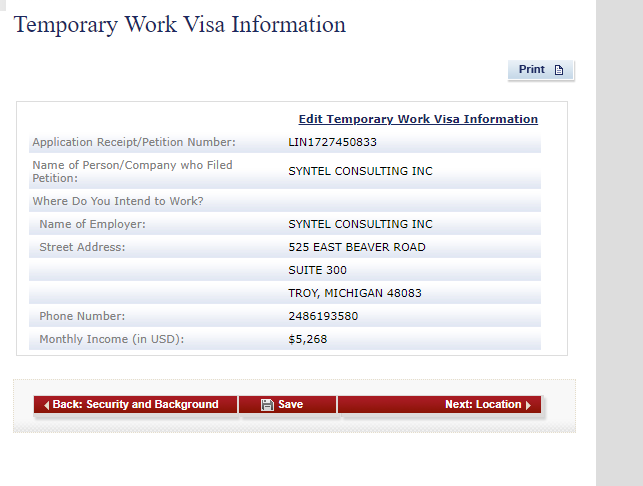 Temporary Work Visa Information
Print
Edit Temporary Work Visa Information
Application Receipt/Petition Number: LIN1727450833
Name of Person/Company who Filed
Petition: SYNTEL CONSULTING INC
Where Do You Intend to Work?
Name of Employer: SYNTEL CONSULTING INC
Street Address: 525 EAST BEAVER ROAD
SUITE 300
TROY, MICHIGAN 48083
Phone Number: 2486193580
Monthly Income (in USD): $5,268
Back: Security and Background Save Next: Location